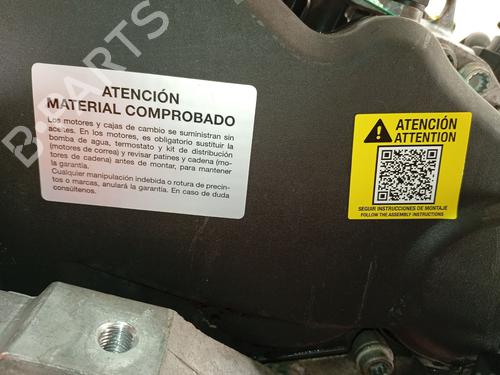 B-PARTS
ATENCIÓN
MATERIAL COMPROBADO
Los motores y cajas de cambio se suministran sin
aceites. En los motores, es obligatorio sustituir la
bomba de agua, termostato y kit de distribución
(motores de correa) y revisar patines y cadena (mo-
tores de cadena) antes de montar, para mantener
la garantía.
Cualquier manipulación indebida o rotura de precin-
tos o marcas, anulará la garantía. En caso de duda
consúltenos.
ATENCIÓN
ATTENTION
SEGUIR INSTRUCCIONES DE MONTAJE
FOLLOW THE ASSEMBLY INSTRUCTIONS